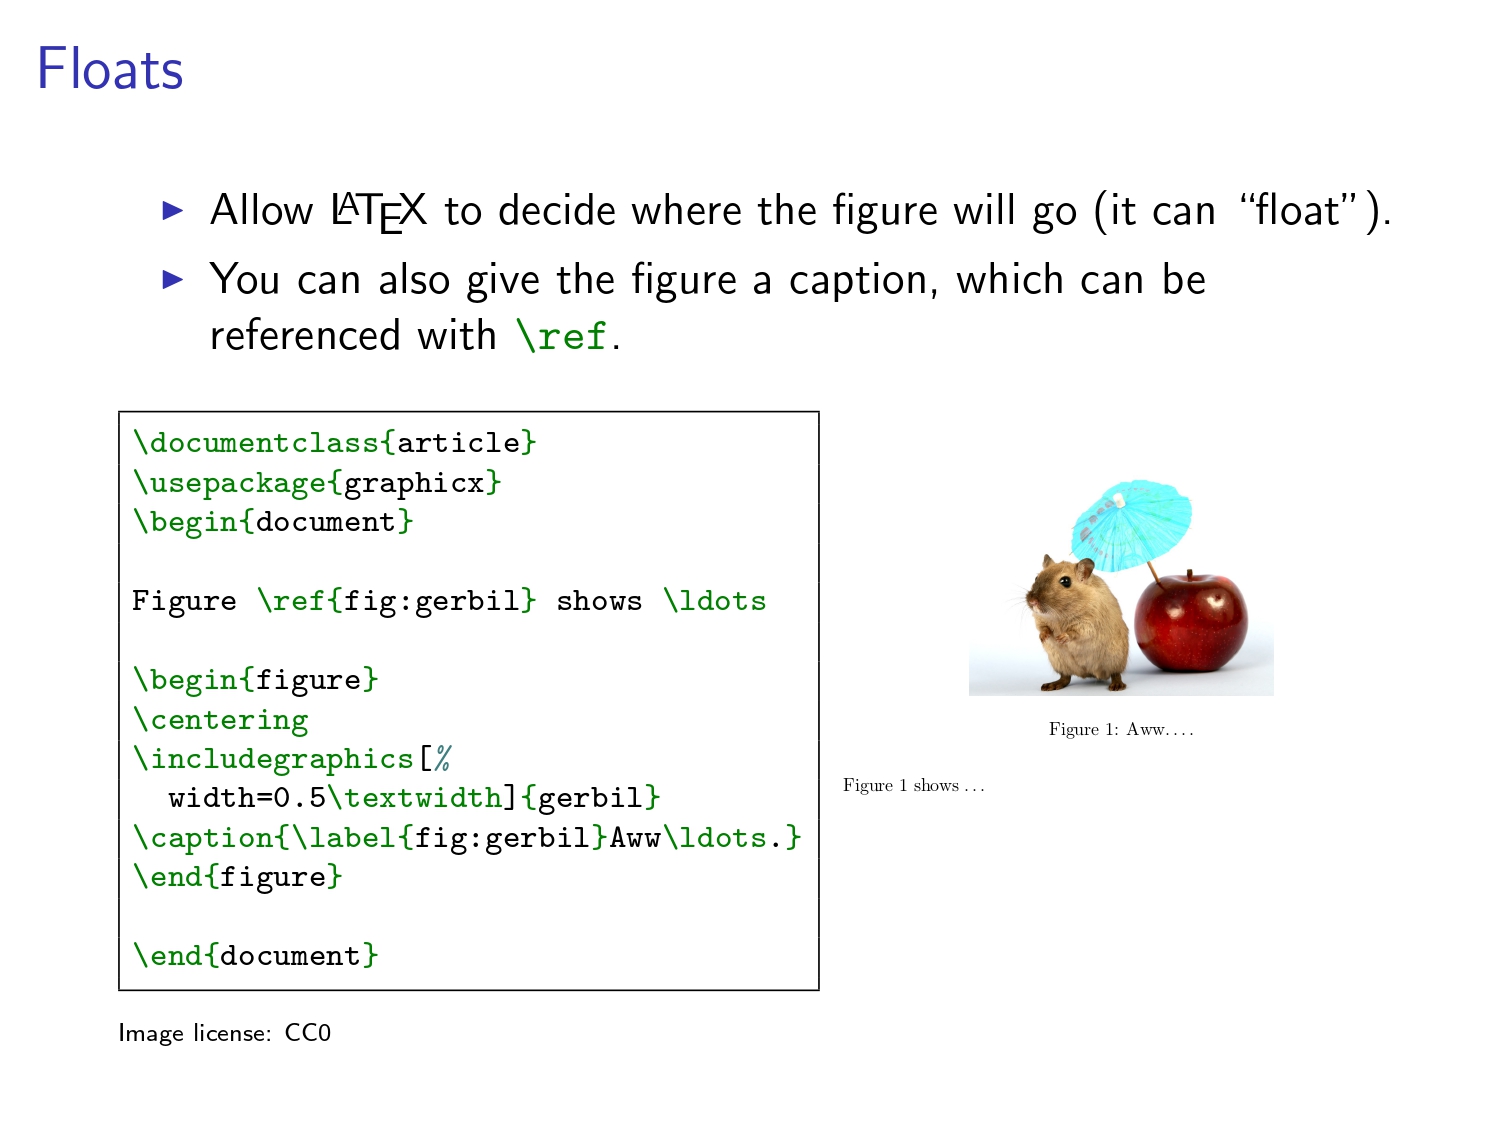 Floats
▶ Allow LATEX to decide where the figure will go (it can “float”).
▶ You can also give the figure a caption, which can be
referenced with \ref.
\documentclass{article}
\usepackage{graphicx}
\begin{document}
Figure \ref{fig:gerbil} shows \ldots
\begin{figure}
\centering
\includegraphics[%
  width=0.5\textwidth]{gerbil}
\caption{\label{fig:gerbil}Aww\ldots.}
\end{figure}
\end{document}
Figure 1: Aww. . . .
Figure 1 shows . . .
Image license: CC0